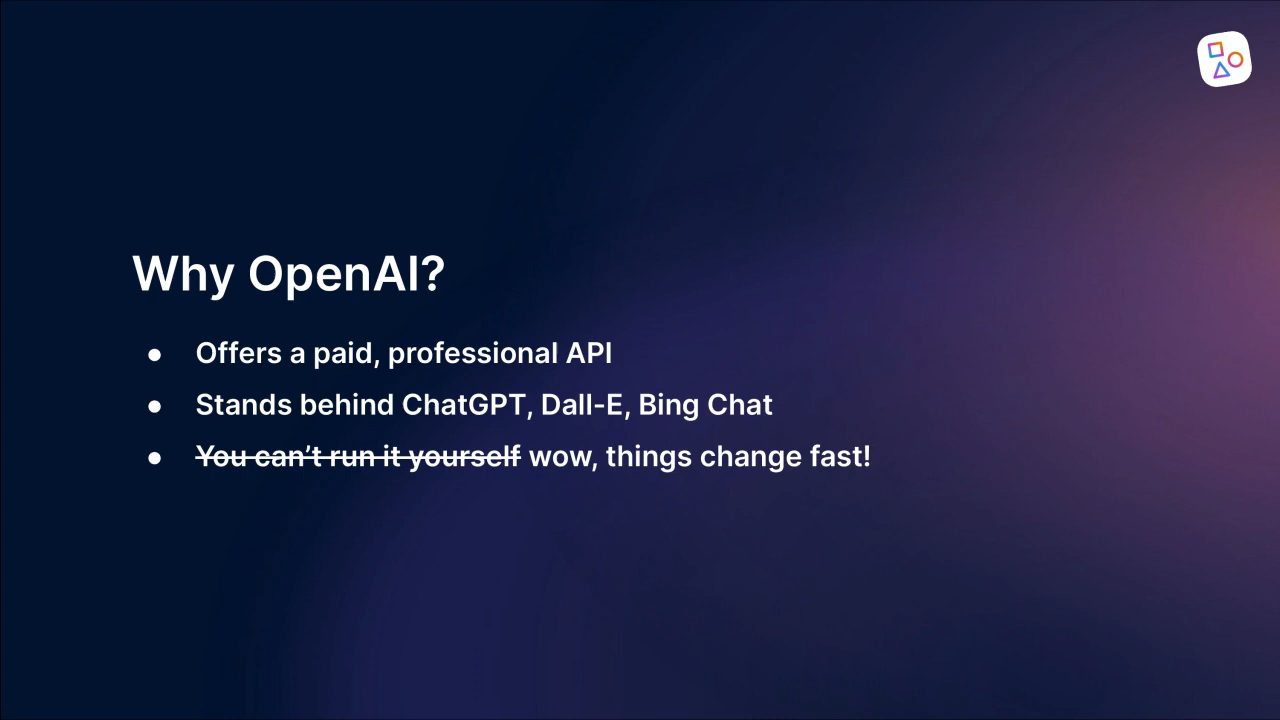 Why OpenAI?
● Offers a paid, professional API
● Stands behind ChatGPT, Dall-E, Bing Chat
● You can’t run it yourself wow, things change fast!